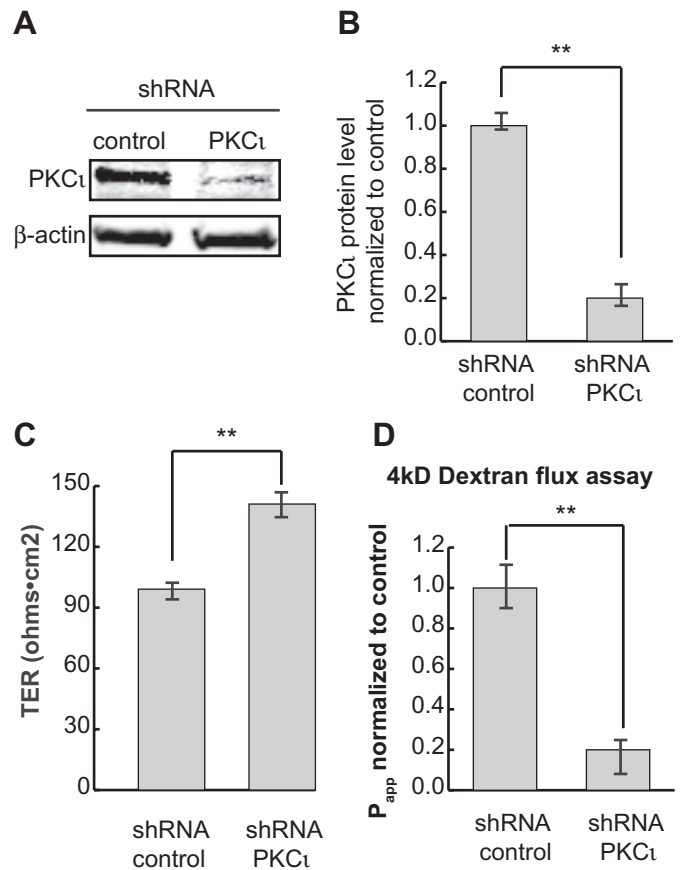 A
shRNA
control PKCι
PKCι
β-actin
B
**
PKCι protein level
normalized to control
1.2
1.0
0.8
0.6
0.4
0.2
0.0
shRNA
control
shRNA
PKCι
C
**
TER (ohms•cm2)
150
120
90
60
30
0
shRNA
control
shRNA
PKCι
D
4kD Dextran flux assay
**
Papp normalized to control
1.2
1.0
0.8
0.6
0.4
0.2
0.0
shRNA
control
shRNA
PKCι